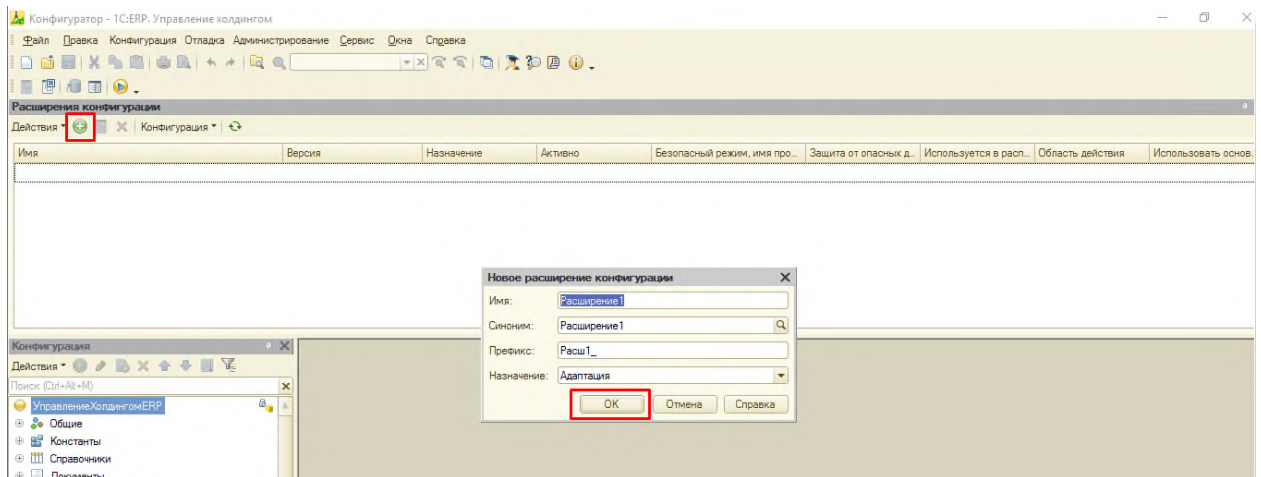 Конфигуратор - 1С:ERP. Управление холдингом
Файл Правка Конфигурация Отладка Администрирование Сервис Окна Справка
Расширения конфигурации
Действия Конфигурация
Имя Версия Назначение Активно Безопасный режим, имя про... Защита от опасных д... Используется в расп... Область действия Использовать основ...
Новое расширение конфигурации
Имя: Расширение1
Синоним: Расширение1
Префикс: Расш1_
Назначение: Адаптация
OK Отмена Справка
Конфигурация
Действия
Поиск (Ctrl+Alt+M)
УправлениеХолдингомERP
Общие
Константы
Справочники
Документы